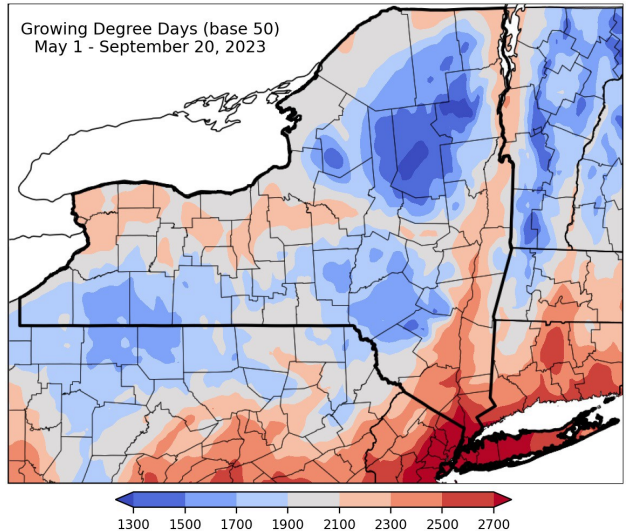 Growing Degree Days (base 50)
May 1 - September 20, 2023
1300 1500 1700 1900 2100 2300 2500 2700